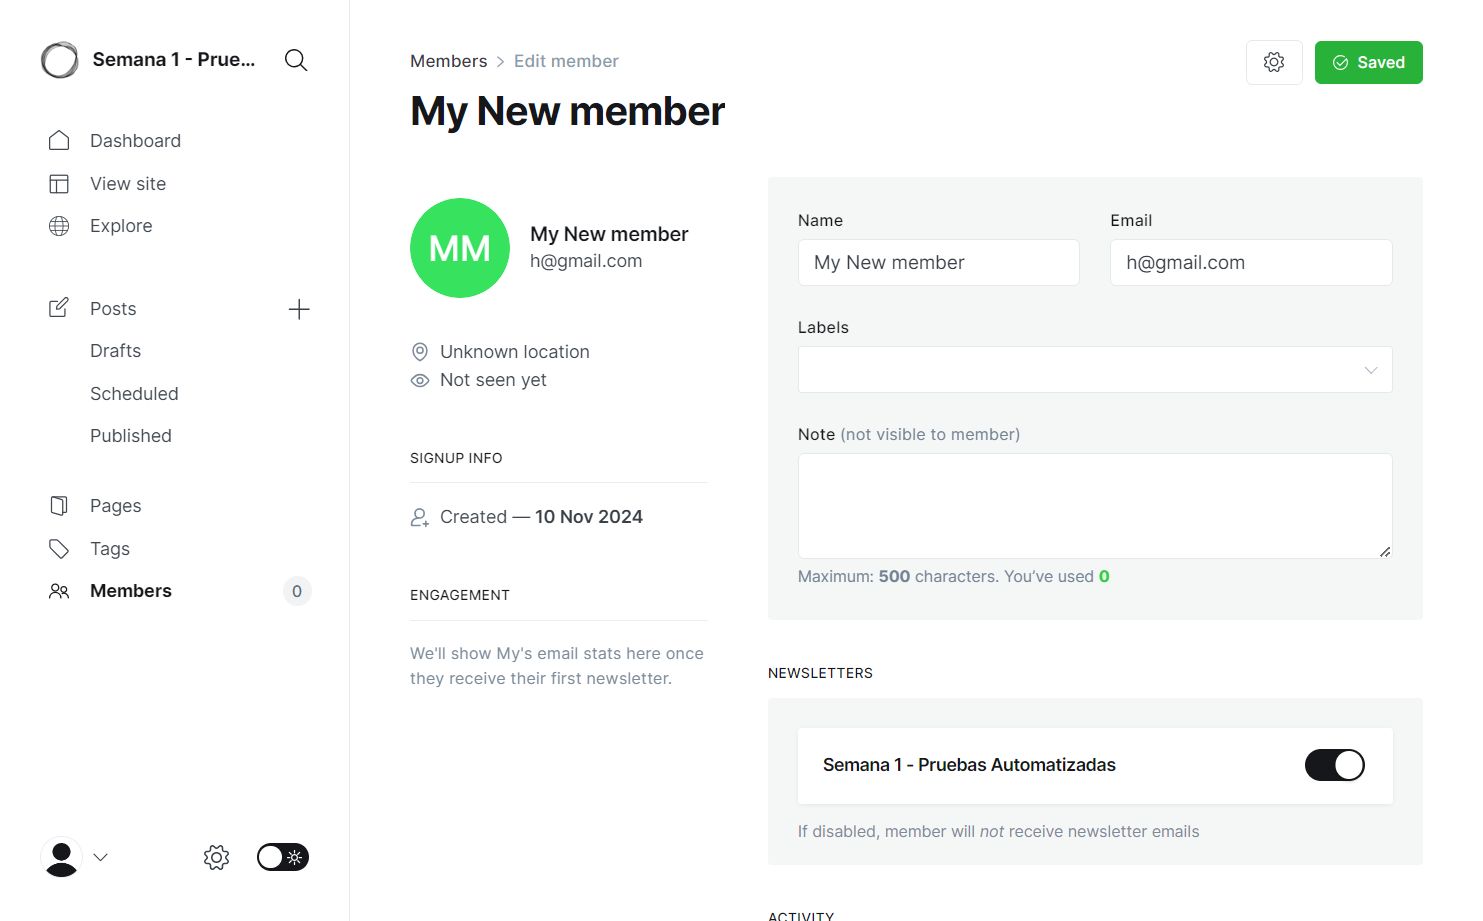 Semana 1 - Prue...
Dashboard
View site
Explore
Posts
Drafts
Scheduled
Published
Pages
Tags
Members
0
Members > Edit member
Saved
My New member
MM
My New member
h@gmail.com
Unknown location
Not seen yet
SIGNUP INFO
Created — 10 Nov 2024
ENGAGEMENT
We'll show My's email stats here once
they receive their first newsletter.
Name
My New member
Email
h@gmail.com
Labels
Note (not visible to member)
Maximum: 500 characters. You’ve used 0
NEWSLETTERS
Semana 1 - Pruebas Automatizadas
If disabled, member will not receive newsletter emails
ACTIVITY